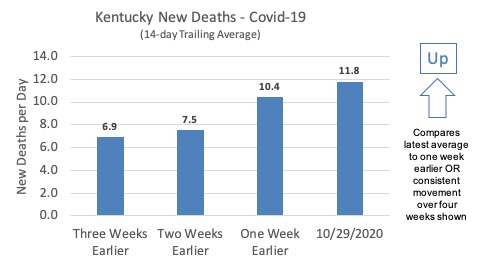 Kentucky New Deaths - Covid-19
(14-day Trailing Average)
New Deaths per Day
14.0
12.0
10.0
8.0
6.0
4.0
2.0
0.0
6.9
7.5
10.4
11.8
Three Weeks
Earlier
Two Weeks
Earlier
One Week
Earlier
10/29/2020
Up
Compares
latest average
to one week
earlier OR
consistent
movement
over four
weeks shown